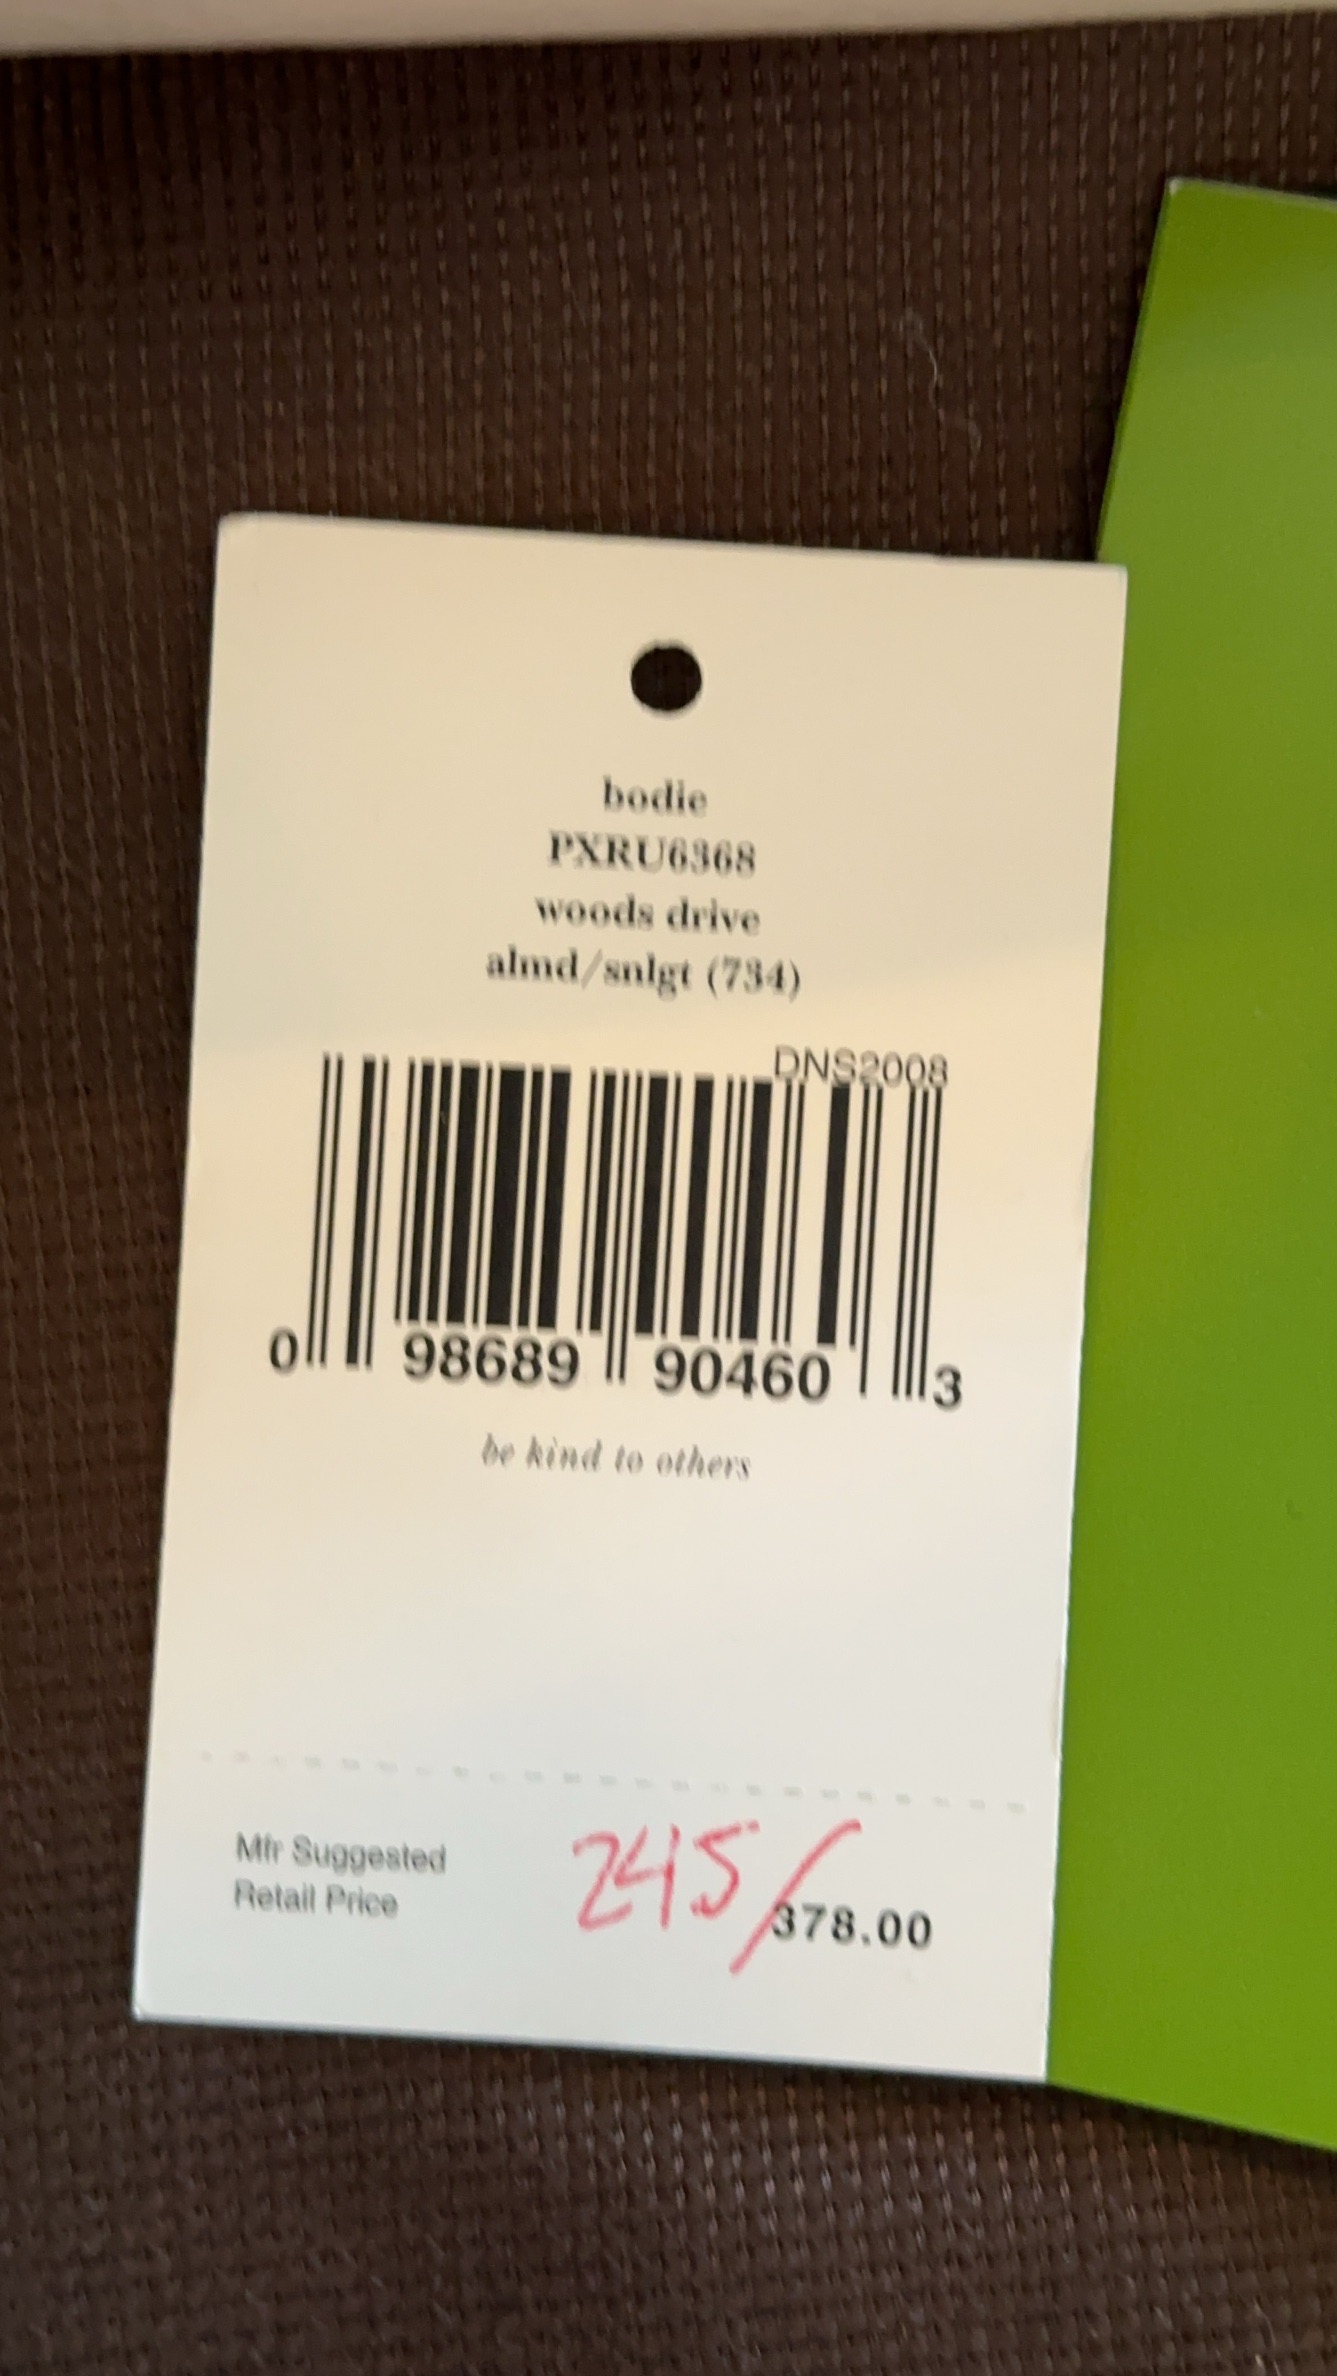 bodie
PXRU6368
woods drive
almd/snlgt (734)
DNS2008
0 98689 90460 3
be kind to others
Mfr Suggested
Retail Price
245/
378.00